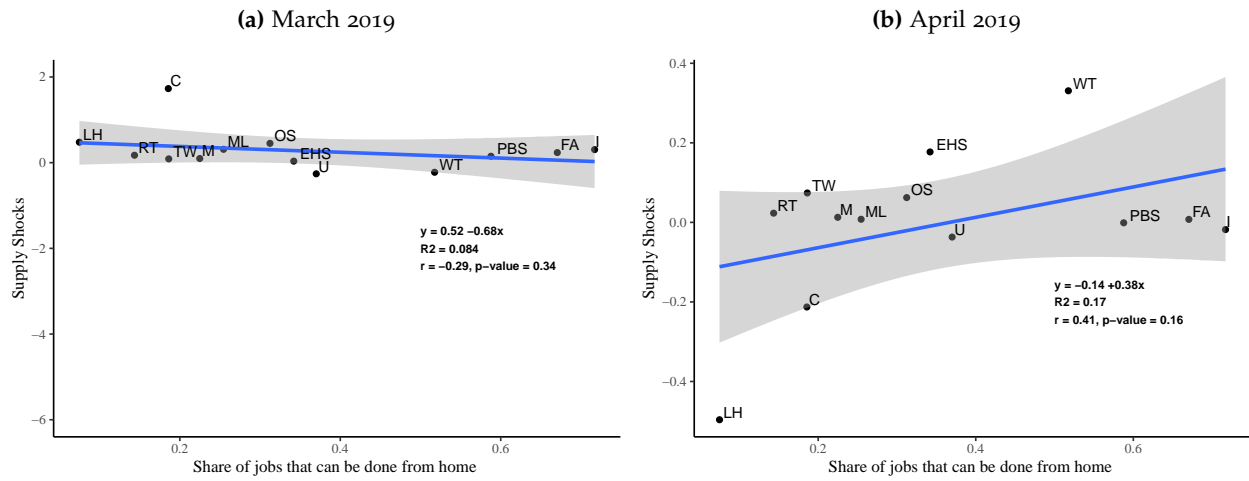 (a) March 2019
Supply Shocks
2
0
−2
−4
−6
C
LH
RT
TW
M
ML
OS
EHS
U
WT
PBS
FA
I
y = 0.52 −0.68x
R2 = 0.084
r = −0.29, p−value = 0.34
0.2
0.4
0.6
Share of jobs that can be done from home
(b) April 2019
Supply Shocks
0.4
0.2
0.0
−0.2
−0.4
WT
EHS
TW
RT
M
ML
OS
U
PBS
FA
I
C
LH
y = −0.14 +0.38x
R2 = 0.17
r = 0.41, p−value = 0.16
0.2
0.4
0.6
Share of jobs that can be done from home